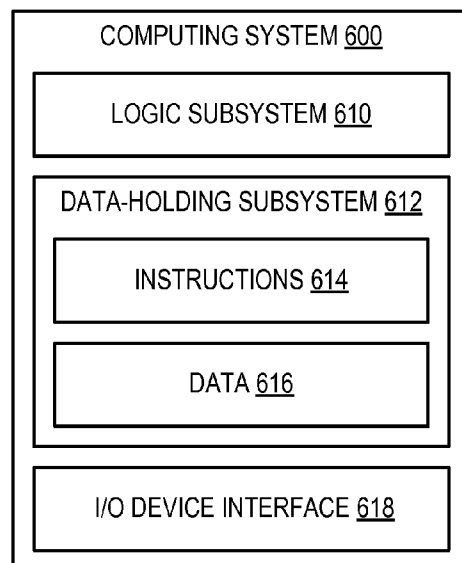 COMPUTING SYSTEM 600
LOGIC SUBSYSTEM 610
DATA-HOLDING SUBSYSTEM 612
INSTRUCTIONS 614
DATA 616
I/O DEVICE INTERFACE 618